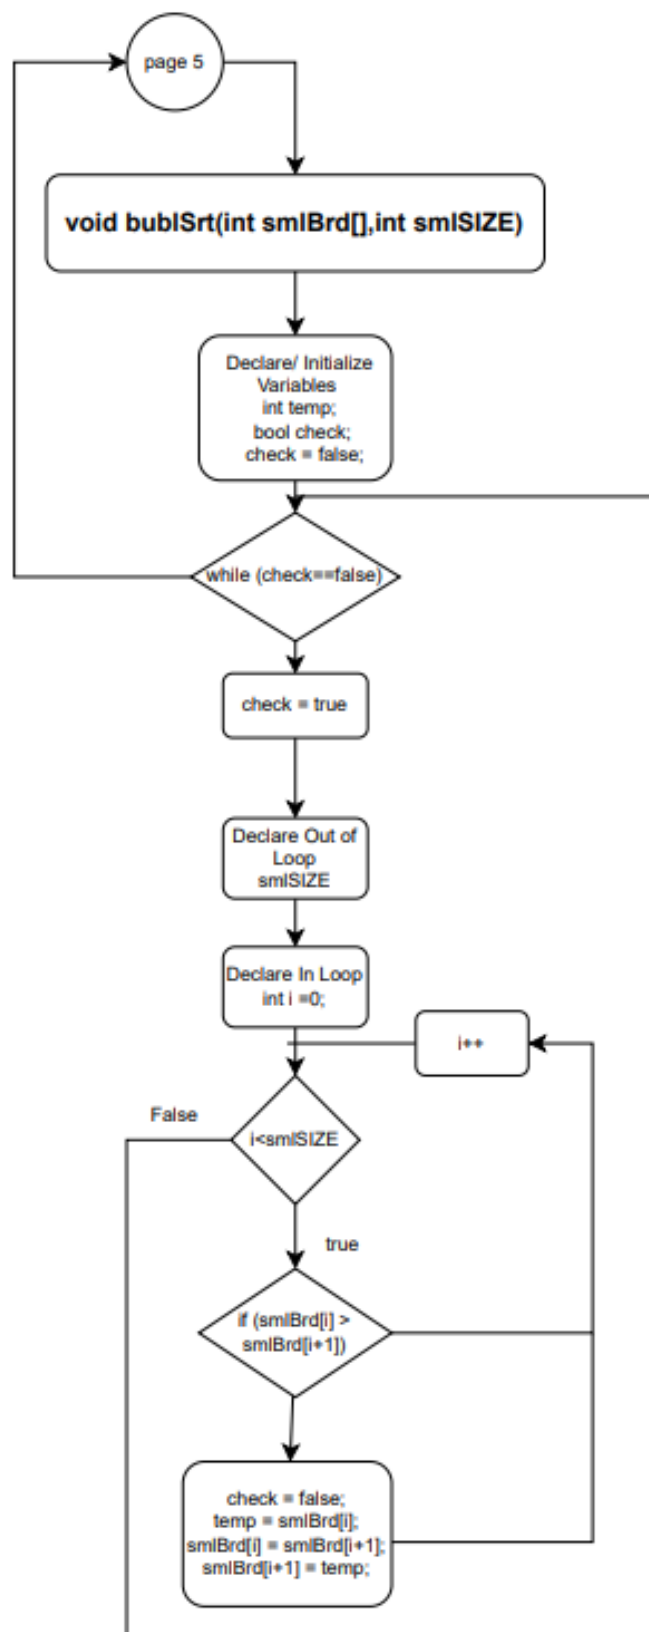 page 5
void bublSrt(int smlBrd[],int smlSIZE)
Declare/ Initialize
Variables
int temp;
bool check;
check = false;
while (check==false)
check = true
Declare Out of
Loop
smlSIZE
Declare In Loop
int i =0;
i++
False
i<smlSIZE
true
if (smlBrd[i] >
smlBrd[i+1])
check = false;
temp = smlBrd[i];
smlBrd[i] = smlBrd[i+1];
smlBrd[i+1] = temp;